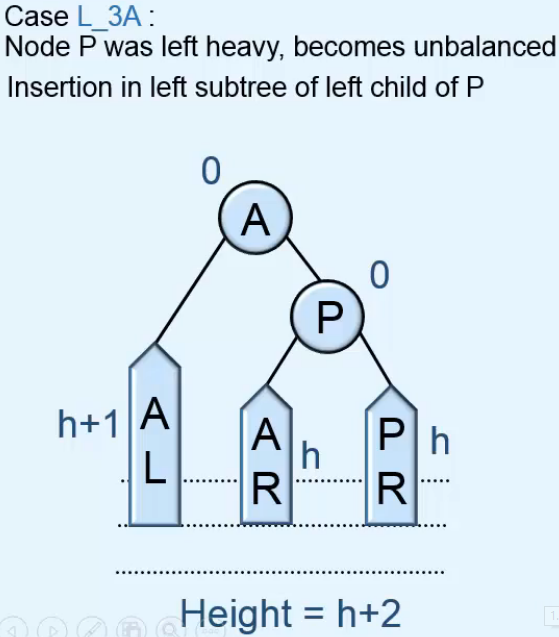 Case L_3A :
Node P was left heavy, becomes unbalanced
Insertion in left subtree of left child of P
0
A
0
P
h+1
A
L
A
R
h
P
R
h
Height = h+2